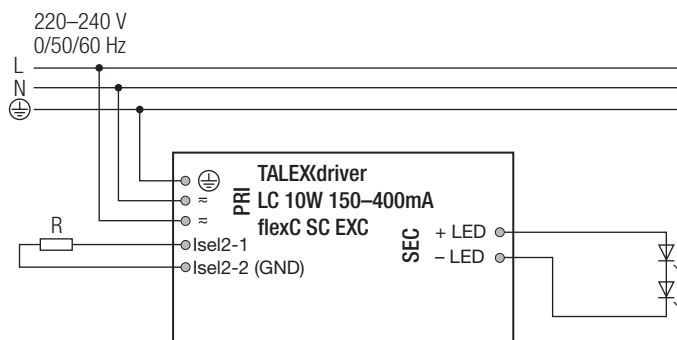 220–240 V
0/50/60 Hz
L
N
TALEXXdriver
LC 10W 150–400mA
flexC SC EXC
PRI
≂
≂
R
Isel2-1
Isel2-2 (GND)
SEC
+ LED
– LED